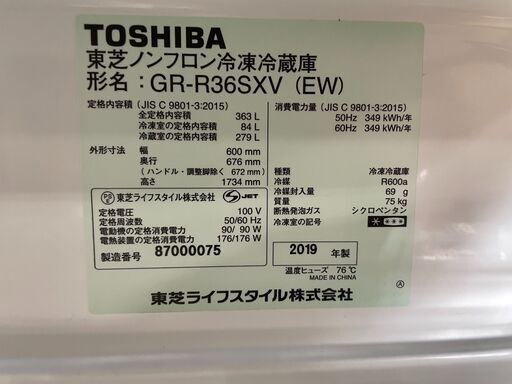 TOSHIBA
東芝ノンフロン冷凍冷蔵庫
形名:GR-R36SXV (EW)
定格内容積 (JIS C 9801-3:2015)
全定格内容積 363 L
冷凍室の定格内容積 84 L
冷蔵室の定格内容積 279 L
外形寸法 幅 600 mm
奥行 676 mm
(ハンドル・調整脚除く 672 mm)
高さ 1734 mm
消費電力量 (JIS C 9801-3:2015)
50Hz 349 kWh/年
60Hz 349 kWh/年
種類 冷凍冷蔵庫
冷媒 R600a
冷媒封入量 69 g
質量 75 kg
断熱発泡ガス シクロペンタン
冷凍室の記号
PS E 東芝ライフスタイル株式会社 JET
定格電圧 100 V
定格周波数 50/60 Hz
電動機の定格消費電力 90/ 90 W
電熱装置の定格消費電力 176/176 W
製造番号 87000075
2019 年製
温度ヒューズ 76℃
MADE IN CHINA
東芝ライフスタイル株式会社
A